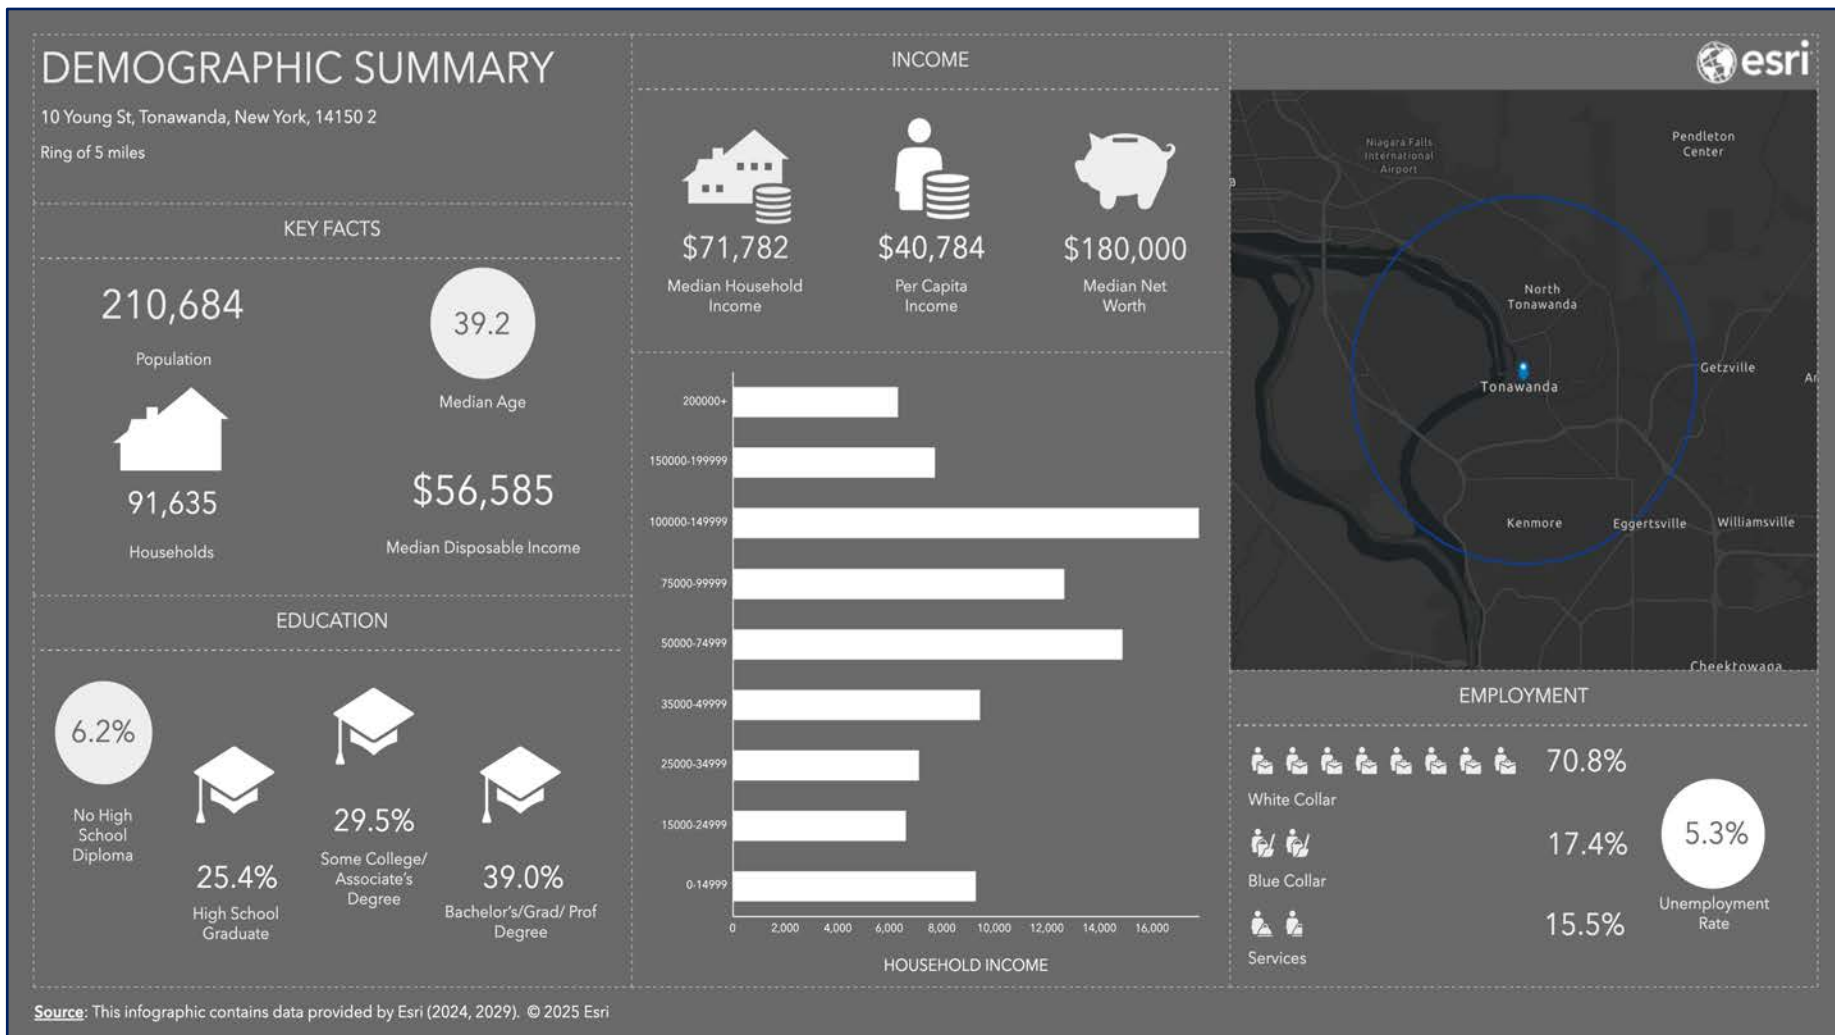 DEMOGRAPHIC SUMMARY
10 Young St, Tonawanda, New York, 14150 2
Ring of 5 miles
KEY FACTS
210,684
Population
39.2
Median Age
91,635
Households
$56,585
Median Disposable Income
EDUCATION
6.2%
No High
School
Diploma
25.4%
High School
Graduate
29.5%
Some College/
Associate's
Degree
39.0%
Bachelor's/Grad/ Prof
Degree
INCOME
$71,782
Median Household
Income
$40,784
Per Capita
Income
$180,000
Median Net
Worth
200000+
150000-199999
100000-149999
75000-99999
50000-74999
35000-49999
25000-34999
15000-24999
0-14999
0 2,000 4,000 6,000 8,000 10,000 12,000 14,000 16,000
HOUSEHOLD INCOME
esri
Niagara Falls
International
Airport
Pendleton
Center
North
Tonawanda
Tonawanda
Getzville
Kenmore
Eggertsville
Williamsville
Cheektowaga
EMPLOYMENT
70.8%
White Collar
17.4%
Blue Collar
15.5%
Services
5.3%
Unemployment
Rate
Source: This infographic contains data provided by Esri (2024, 2029). © 2025 Esri